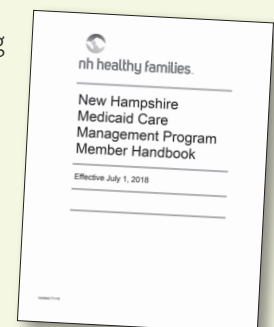 g
nh healthy families.
New Hampshire
Medicaid Care
Management Program
Member Handbook
Effective July 1, 2018